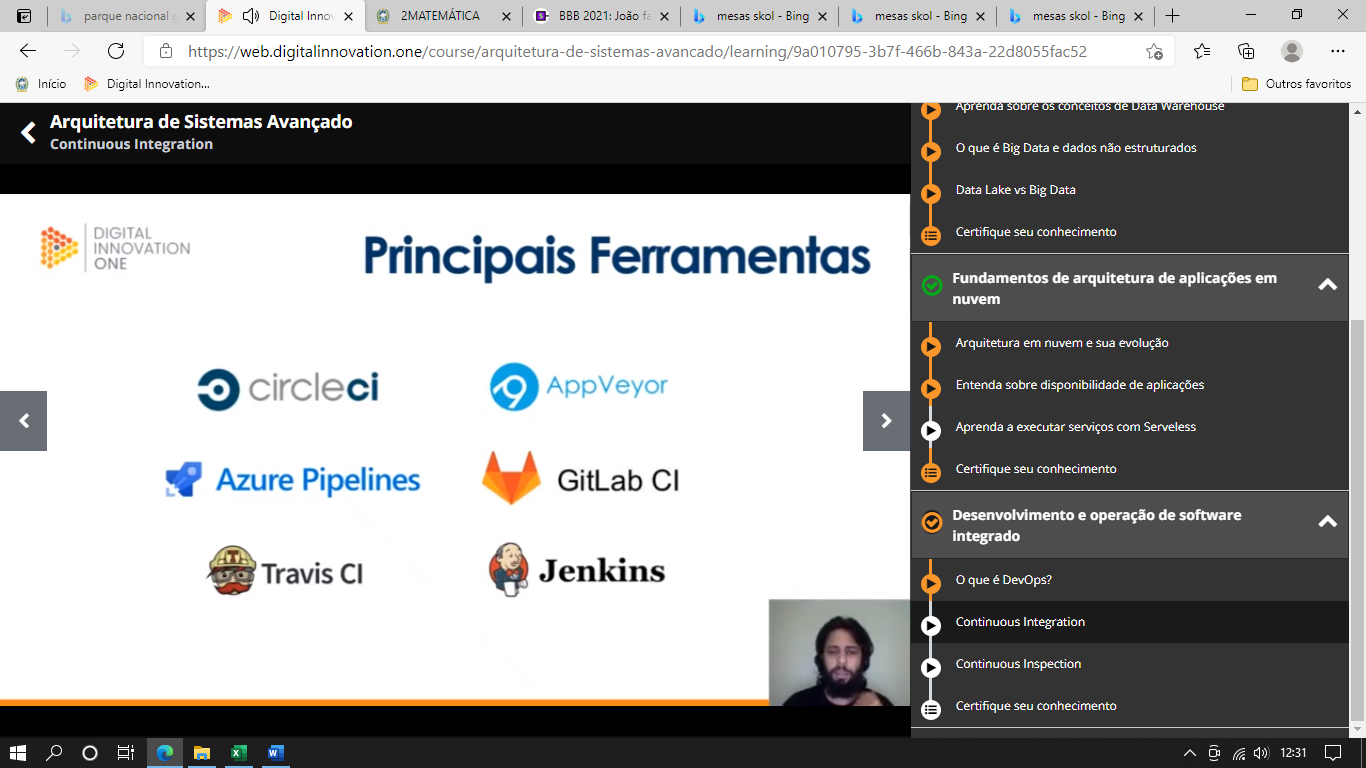 parque nacional g
Digital Innov
2MATEMÁTICA
BBB 2021: João fa
mesas skol - Bing
mesas skol - Bing
mesas skol - Bing
https://web.digitalinnovation.one/course/arquitetura-de-sistemas-avancado/learning/9a010795-3b7f-466b-843a-22d8055fac52
Início
Digital Innovation...
Outros favoritos
Arquitetura de Sistemas Avançado
Continuous Integration
DIGITAL
INNOVATION
ONE
Principais Ferramentas
circleci
AppVeyor
Azure Pipelines
GitLab CI
Travis CI
Jenkins
Aprenda sobre os conceitos de Data Warehouse
O que é Big Data e dados não estruturados
Data Lake vs Big Data
Certifique seu conhecimento
Fundamentos de arquitetura de aplicações em
nuvem
Arquitetura em nuvem e sua evolução
Entenda sobre disponibilidade de aplicações
Aprenda a executar serviços com Serveless
Certifique seu conhecimento
Desenvolvimento e operação de software
integrado
O que é DevOps?
Continuous Integration
Continuous Inspection
Certifique seu conhecimento
12:31